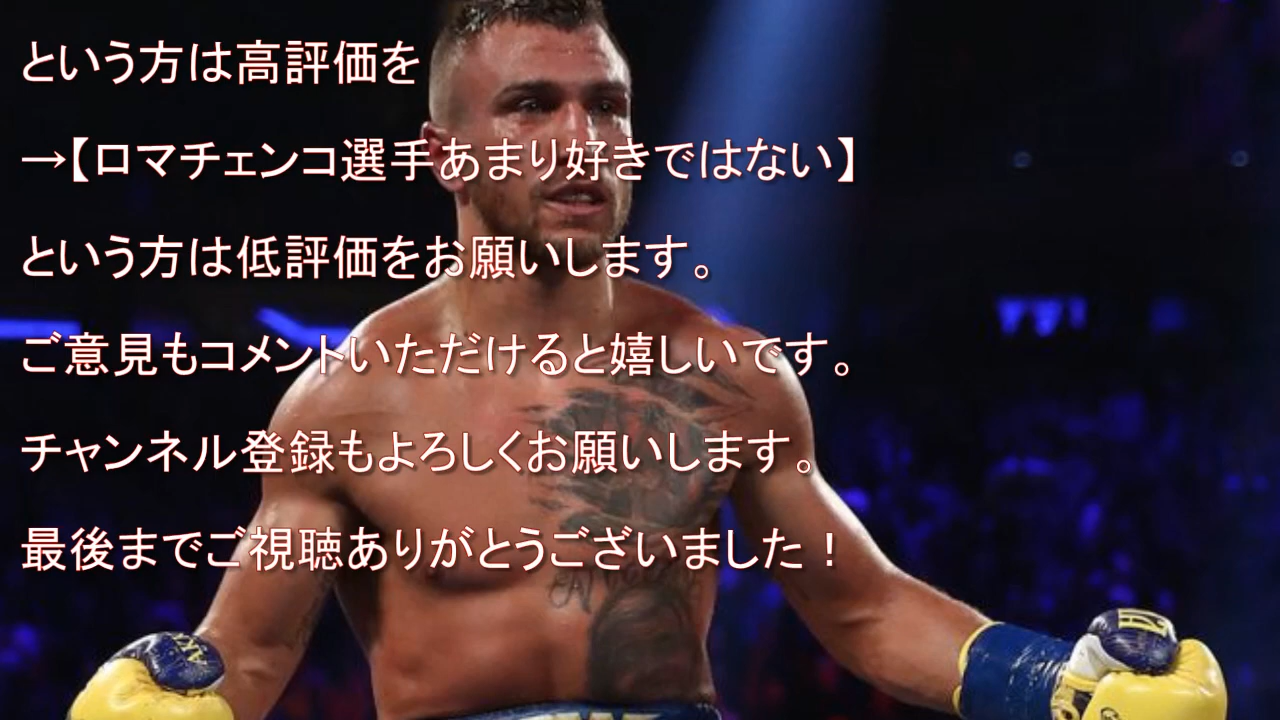 という方は高評価を
→【ロマチェンコ選手あまり好きではない】
という方は低評価をお願いします。
ご意見もコメントいただけると嬉しいです。
チャンネル登録もよろしくお願いします。
最後までご視聴ありがとうございました！